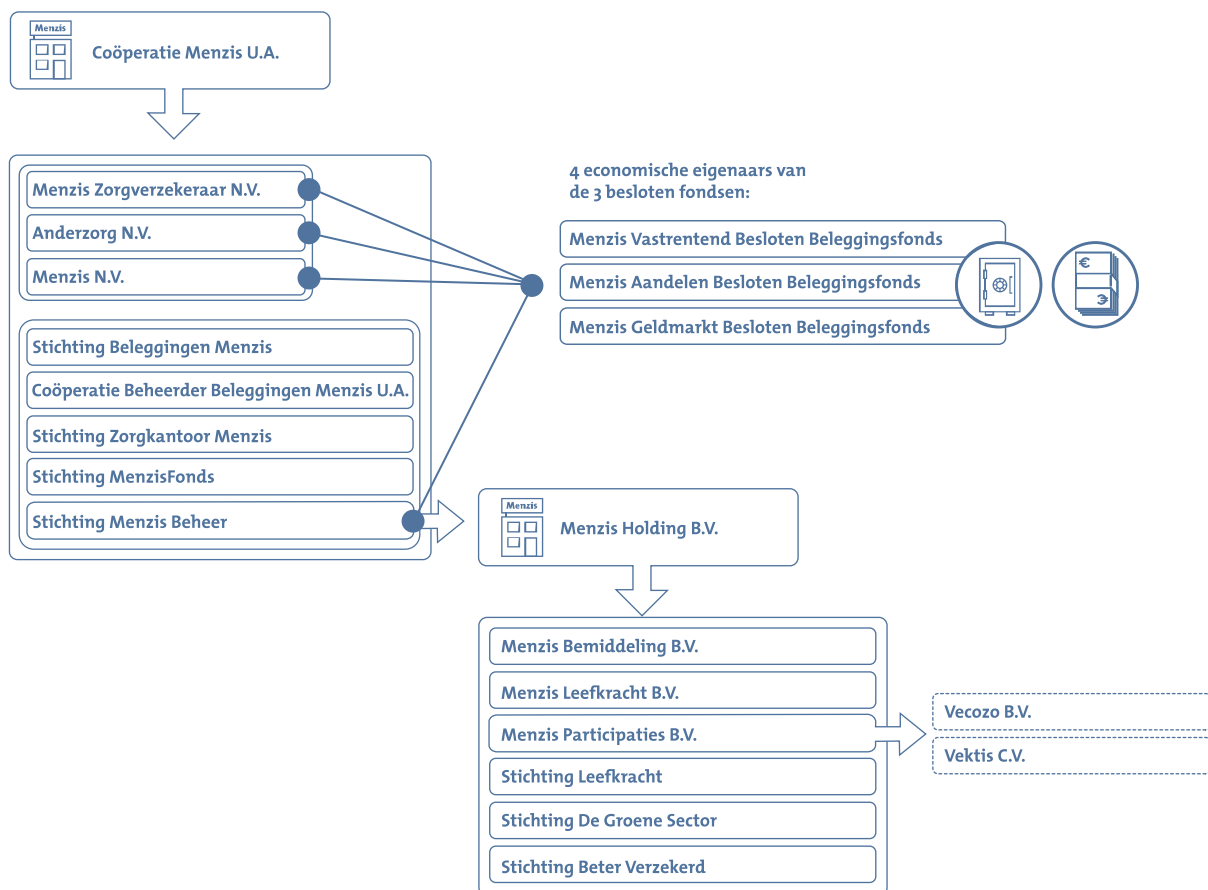 Menzis
Coöperatie Menzis U.A.
Menzis Zorgverzekeraar N.V.
Anderzorg N.V.
Menzis N.V.
Stichting Beleggingen Menzis
Coöperatie Beheerder Beleggingen Menzis U.A.
Stichting Zorgkantoor Menzis
Stichting MenzisFonds
Stichting Menzis Beheer
4 economische eigenaars van
de 3 besloten fondsen:
Menzis Vastrentend Besloten Beleggingsfonds
Menzis Aandelen Besloten Beleggingsfonds
Menzis Geldmarkt Besloten Beleggingsfonds
€
€
Menzis
Menzis Holding B.V.
Menzis Bemiddeling B.V.
Menzis Leefkracht B.V.
Menzis Participaties B.V.
Stichting Leefkracht
Stichting De Groene Sector
Stichting Beter Verzekerd
Vecozo B.V.
Vektis C.V.